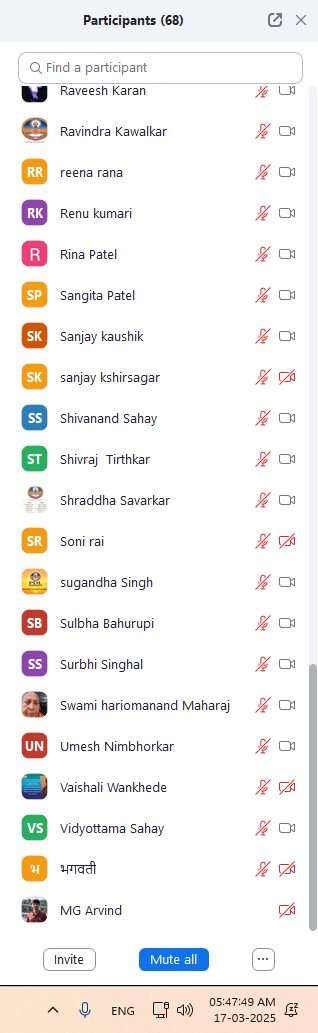 Participants (68)
Find a participant
Raveesh Karan
Ravindra Kawalkar
RR reena rana
RK Renu kumari
R Rina Patel
SP Sangita Patel
SK Sanjay kaushik
SK sanjay kshirsagar
SS Shivanand Sahay
ST Shivraj Tirthkar
Shraddha Savarkar
SR Soni rai
sugandha Singh
SB Sulbha Bahurupi
SS Surbhi Singhal
Swami hariomanand Maharaj
UN Umesh Nimbhorkar
Vaishali Wankhede
VS Vidyottama Sahay
भ भगवती
MG Arvind
Invite Mute all ...
ENG 05:47:49 AM
17-03-2025